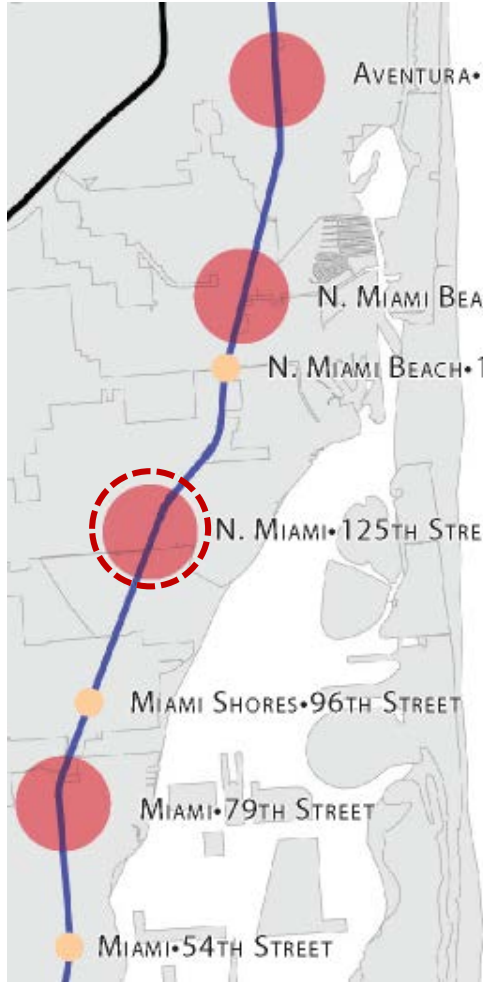 AVENTURA•
N. MIAMI BEA
N. MIAMI BEACH•1
N. MIAMI•125TH STRE
MIAMI SHORES•96TH STREET
MIAMI•79TH STREET
MIAMI•54TH STREET